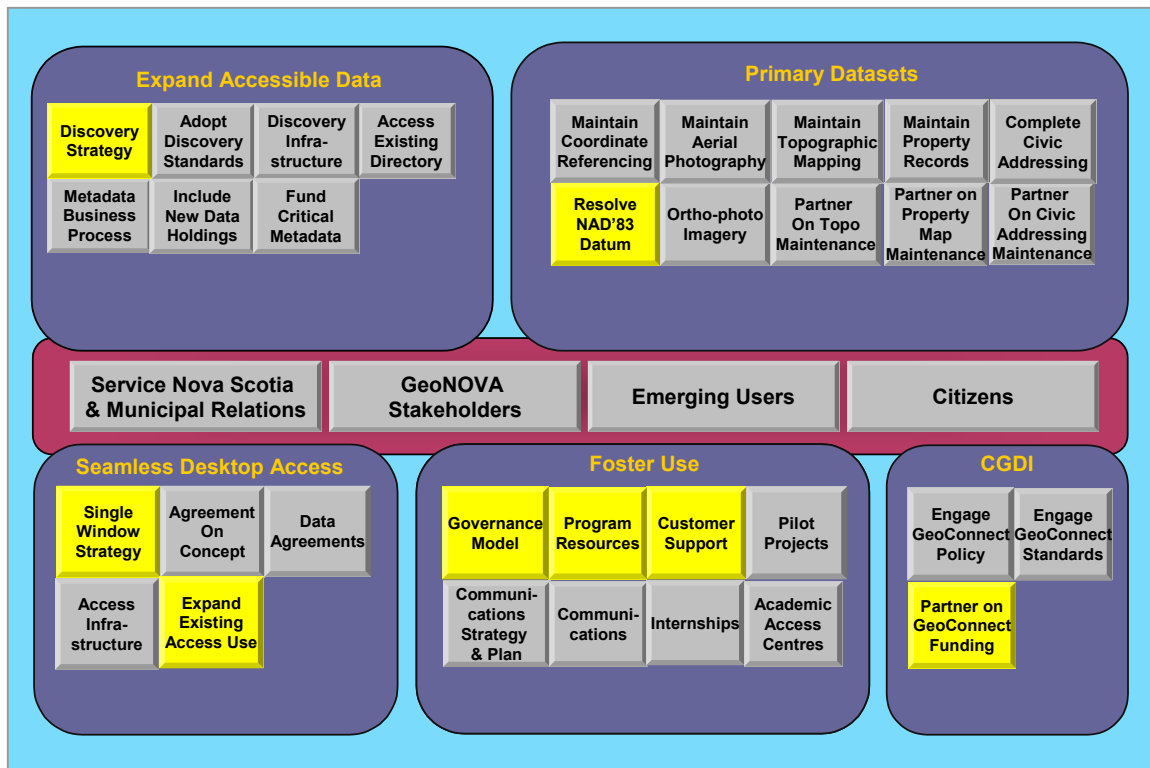 Expand Accessible Data
Discovery
Strategy
Adopt
Discovery
Standards
Discovery
Infra-
structure
Access
Existing
Directory
Metadata
Business
Process
Include
New Data
Holdings
Fund
Critical
Metadata
Primary Datasets
Maintain
Coordinate
Referencing
Maintain
Aerial
Photography
Maintain
Topographic
Mapping
Maintain
Property
Records
Complete
Civic
Addressing
Resolve
NAD'83
Datum
Ortho-photo
Imagery
Partner
On Topo
Maintenance
Partner on
Property
Map
Maintenance
Partner
On Civic
Addressing
Maintenance
Service Nova Scotia
& Municipal Relations
GeoNOVA
Stakeholders
Emerging Users
Citizens
Seamless Desktop Access
Single
Window
Strategy
Agreement
On
Concept
Data
Agreements
Access
Infra-
structure
Expand
Existing
Access Use
Foster Use
Governance
Model
Program
Resources
Customer
Support
Pilot
Projects
Communi-
cations
Strategy
& Plan
Communi-
cations
Internships
Academic
Access
Centres
CGDI
Engage
GeoConnect
Policy
Engage
GeoConnect
Standards
Partner on
GeoConnect
Funding